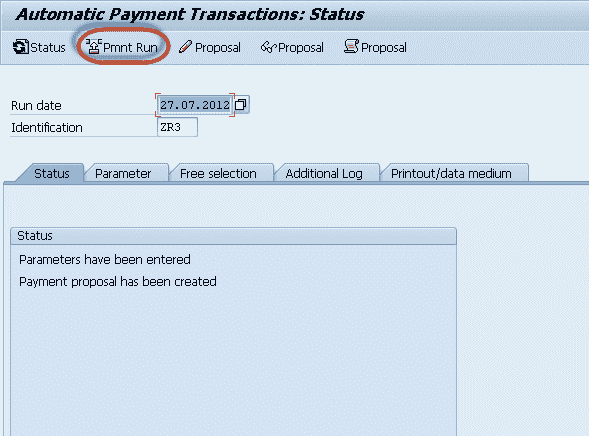 Automatic Payment Transactions: Status
Status Pmnt Run Proposal Proposal Proposal
Run date 27.07.2012
Identification ZR3
Status Parameter Free selection Additional Log Printout/data medium
Status
Parameters have been entered
Payment proposal has been created